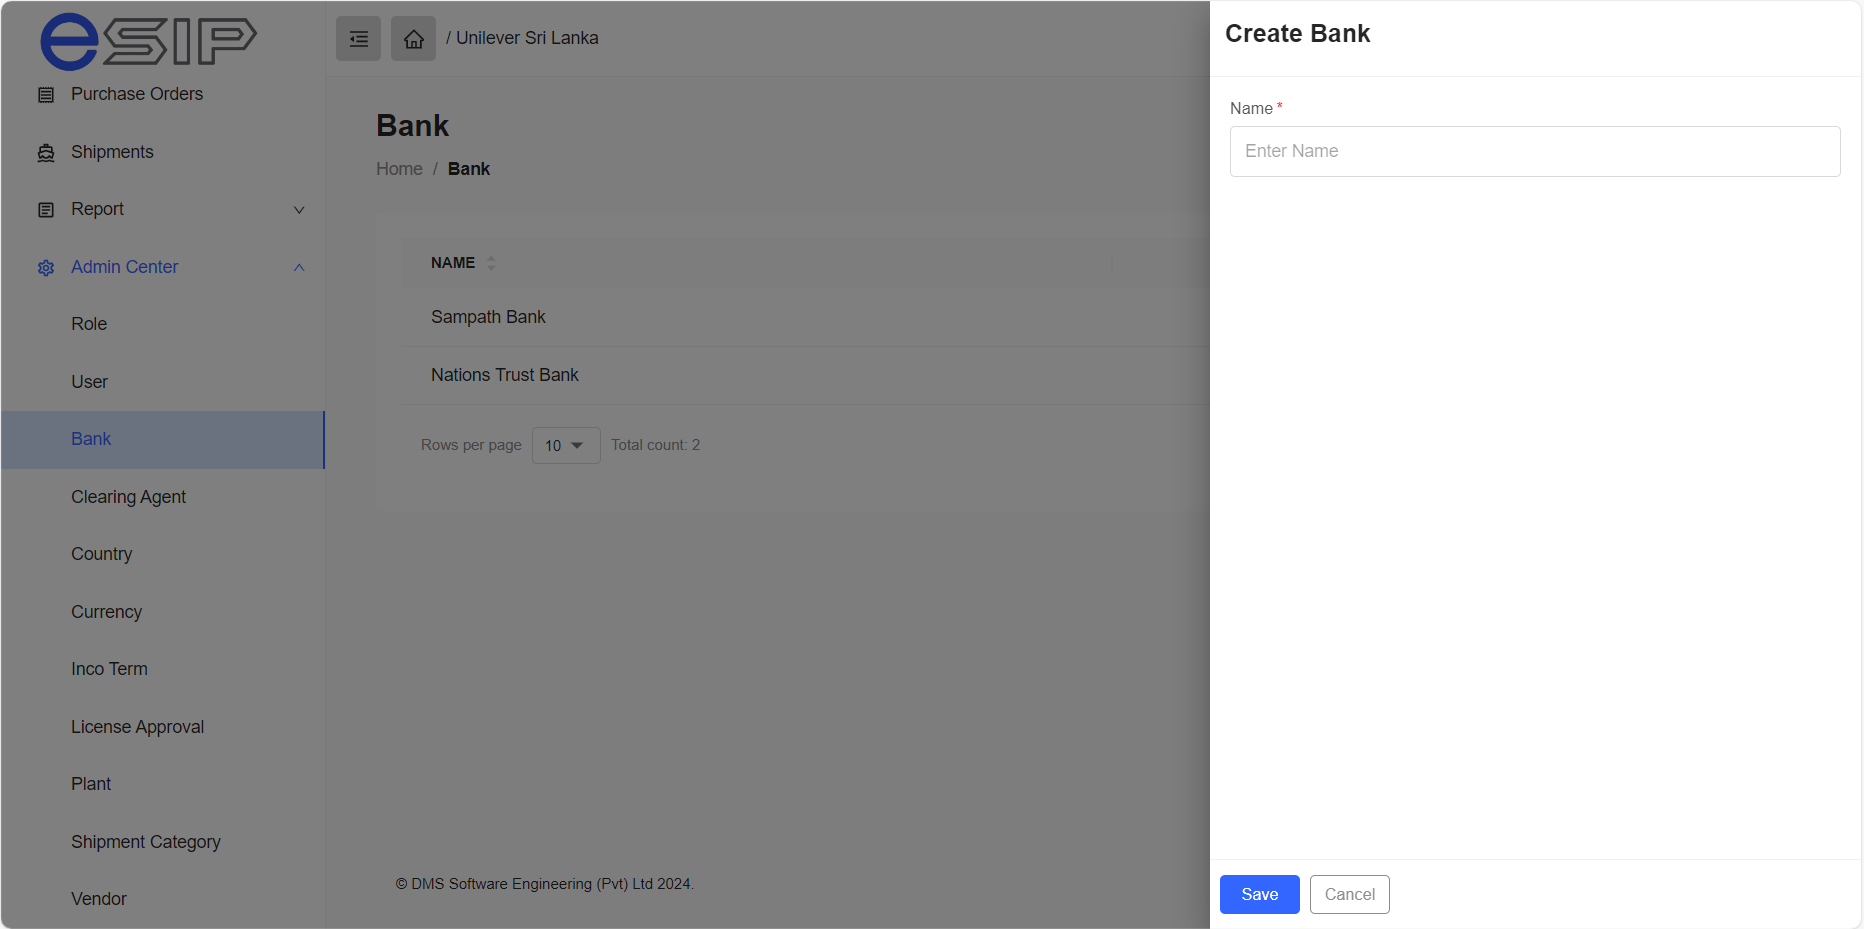 eSIP
Purchase Orders
Shipments
Report
Admin Center
Role
User
Bank
Clearing Agent
Country
Currency
Inco Term
License Approval
Plant
Shipment Category
Vendor
/ Unilever Sri Lanka
Bank
Home / Bank
NAME
Sampath Bank
Nations Trust Bank
Rows per page 10 Total count: 2
© DMS Software Engineering (Pvt) Ltd 2024.
Create Bank
Name *
Enter Name
Save Cancel